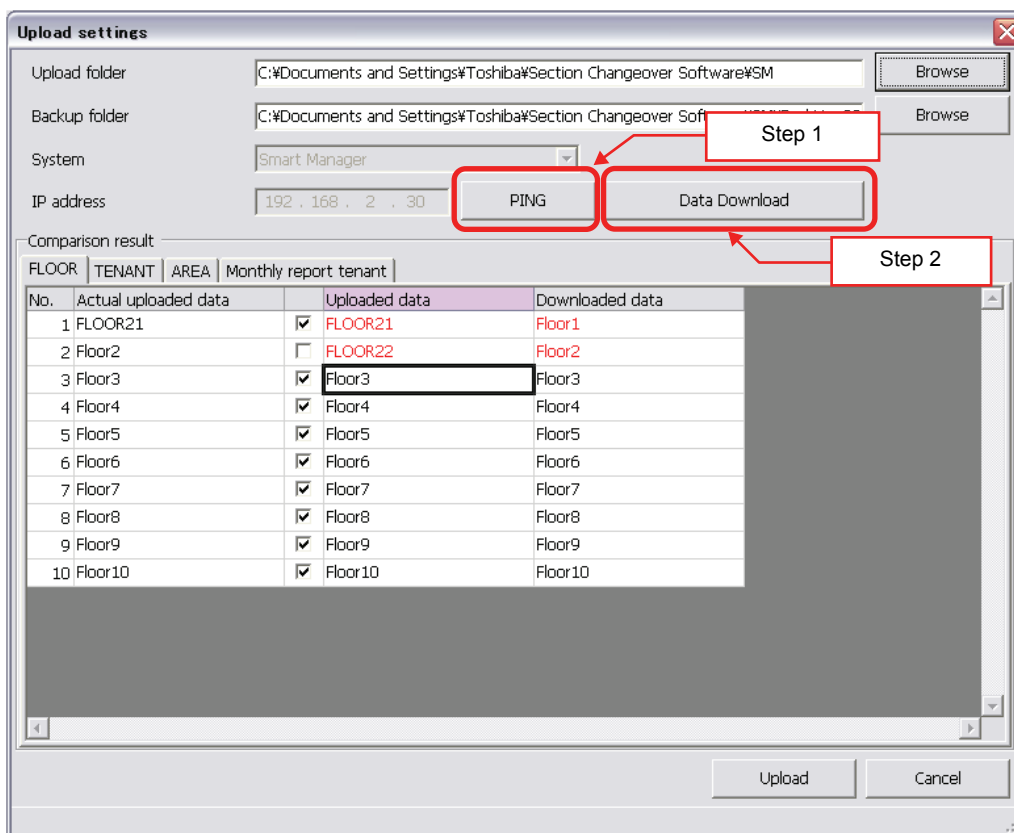 Upload settings
Upload folder C:¥Documents and Settings¥Toshiba¥Section Changeover Software¥SM Browse
Backup folder C:¥Documents and Settings¥Toshiba¥Section Changeover Browse
Step 1
System Smart Manager
IP address 192 . 168 . 2 . 30 PING Data Download
Step 2
Comparison result
FLOOR TENANT AREA Monthly report tenant
No. Actual uploaded data Uploaded data Downloaded data
1 FLOOR21 FLOOR21 Floor1
2 Floor2 FLOOR22 Floor2
3 Floor3 Floor3 Floor3
4 Floor4 Floor4 Floor4
5 Floor5 Floor5 Floor5
6 Floor6 Floor6 Floor6
7 Floor7 Floor7 Floor7
8 Floor8 Floor8 Floor8
9 Floor9 Floor9 Floor9
10 Floor10 Floor10 Floor10
Upload Cancel